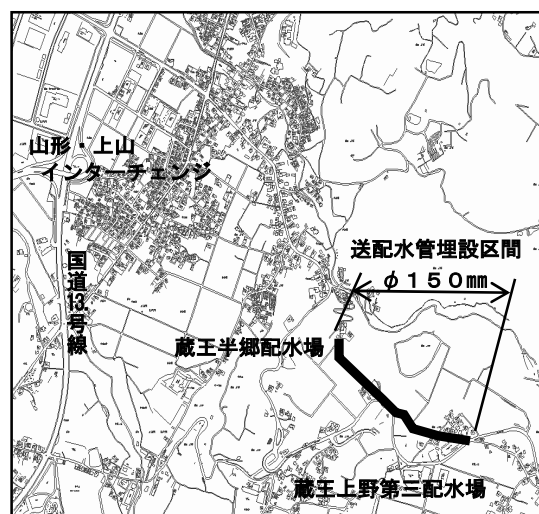 山形・上山
インターチェンジ
国道13号線
送配水管埋設区間
φ150㎜
蔵王半郷配水場
蔵王上野第三配水場